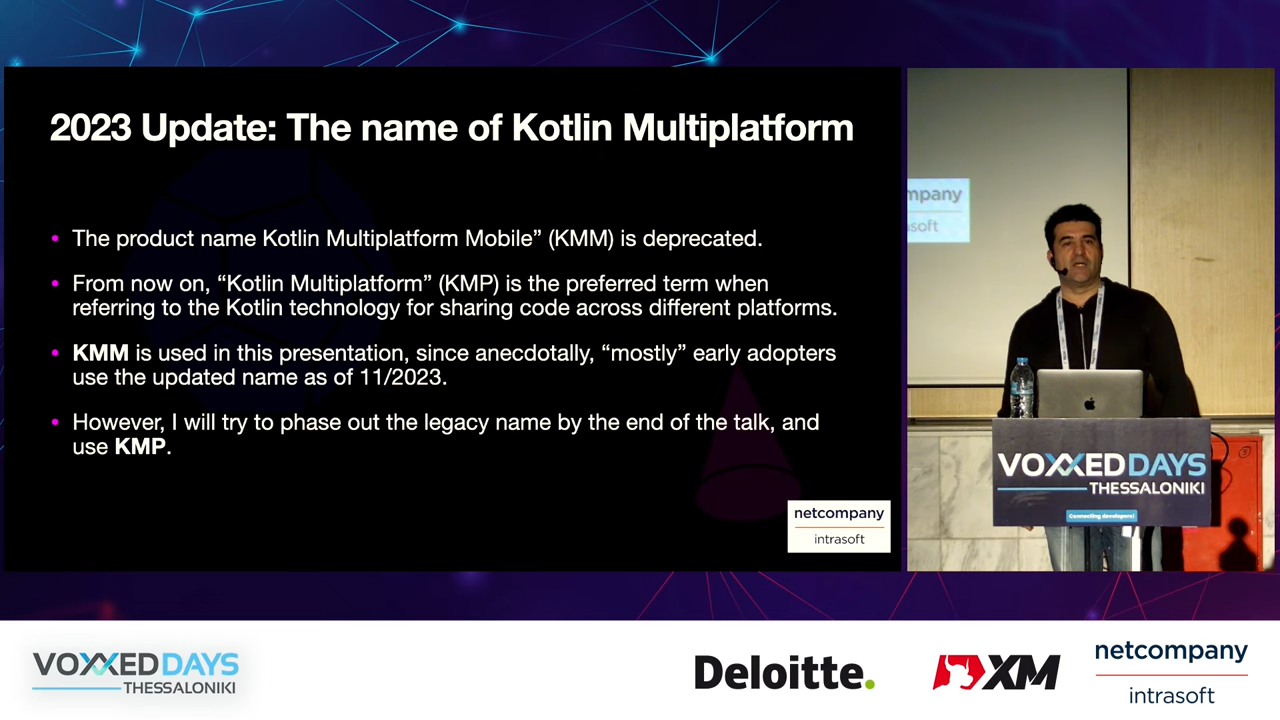 2023 Update: The name of Kotlin Multiplatform
• The product name Kotlin Multiplatform Mobile” (KMM) is deprecated.
• From now on, “Kotlin Multiplatform” (KMP) is the preferred term when
referring to the Kotlin technology for sharing code across different platforms.
• KMM is used in this presentation, since anecdotally, “mostly” early adopters
use the updated name as of 11/2023.
• However, I will try to phase out the legacy name by the end of the talk, and
use KMP.
netcompany
intrasoft
mpany
soft
VOXXED DAYS
THESSALONIKI
Connecting developers!
VOXXED DAYS
THESSALONIKI
Deloitte.
XM
netcompany
intrasoft